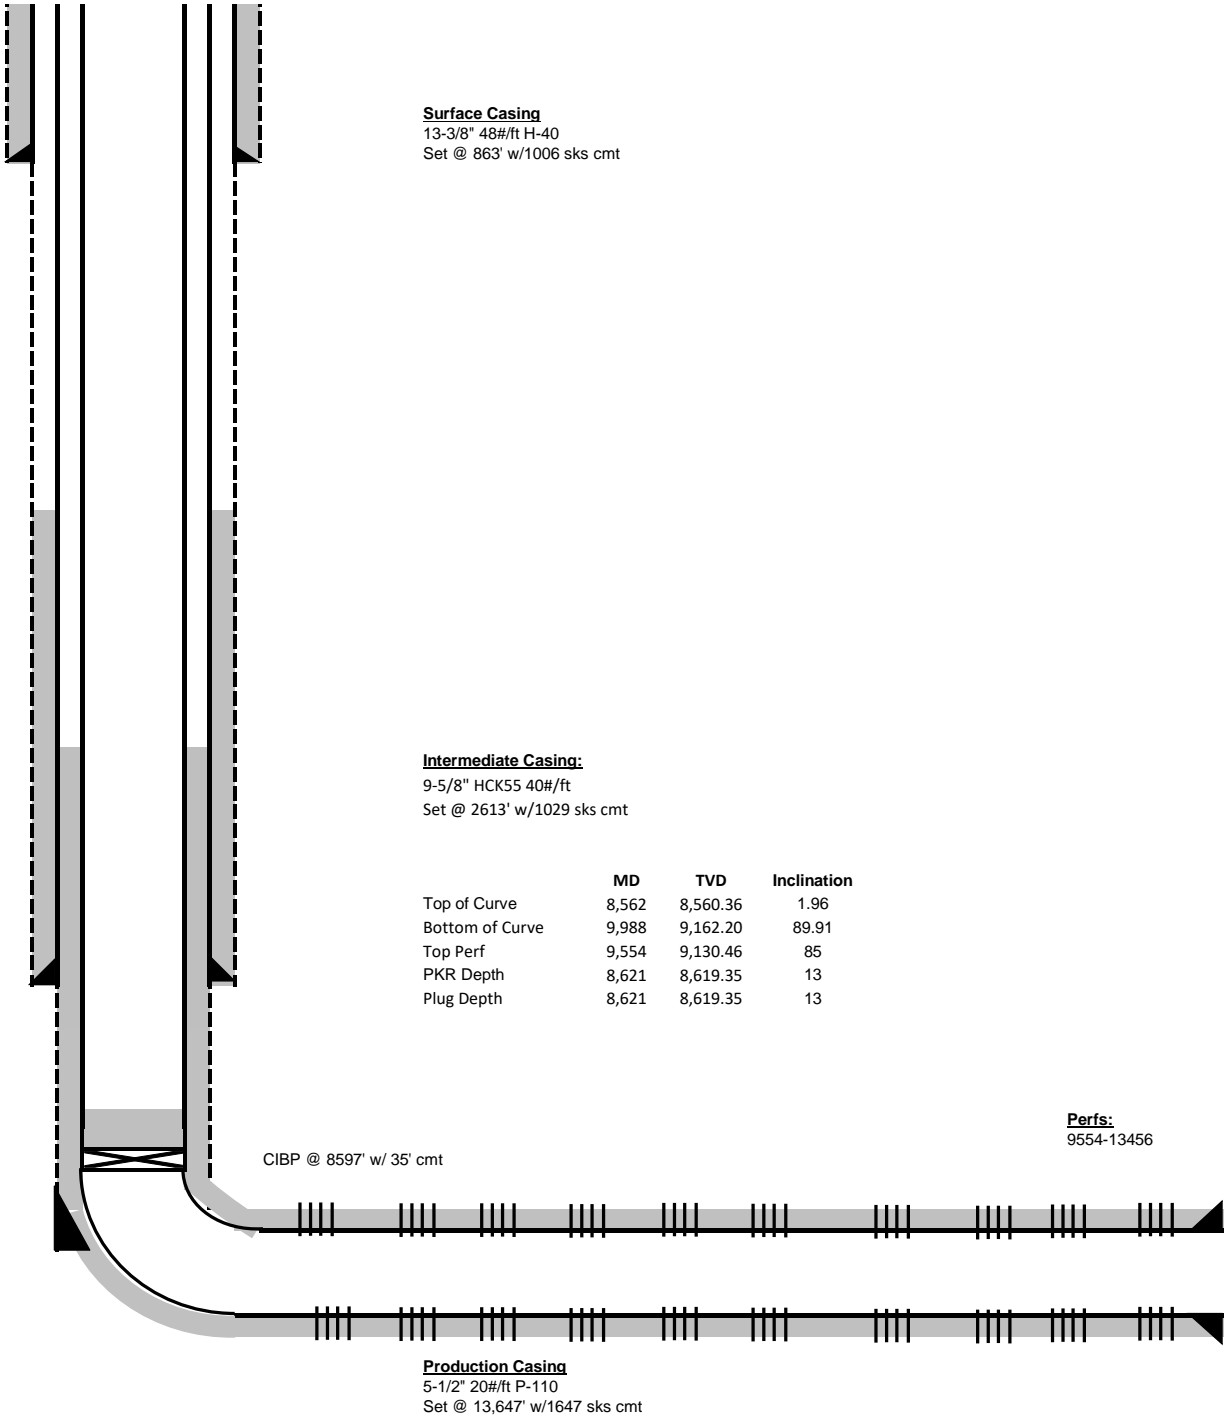 Surface Casing
13-3/8" 48#/ft H-40
Set @ 863' w/1006 sks cmt
Intermediate Casing:
9-5/8" HCK55 40#/ft
Set @ 2613' w/1029 sks cmt
MD TVD Inclination
Top of Curve 8,562 8,560.36 1.96
Bottom of Curve 9,988 9,162.20 89.91
Top Perf 9,554 9,130.46 85
PKR Depth 8,621 8,619.35 13
Plug Depth 8,621 8,619.35 13
Perfs:
9554-13456
CIBP @ 8597' w/ 35' cmt
Production Casing
5-1/2" 20#/ft P-110
Set @ 13,647' w/1647 sks cmt